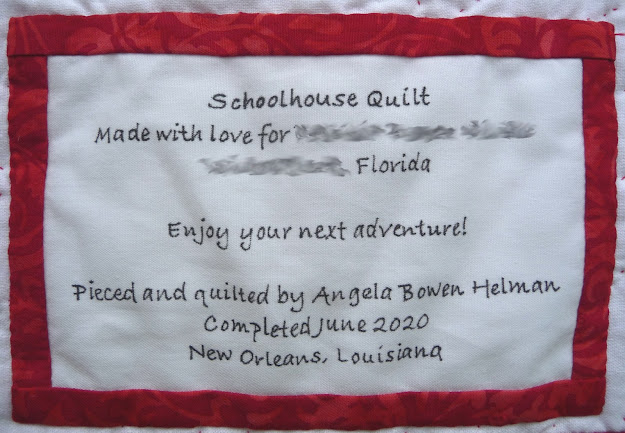 Schoolhouse Quilt
Made with love for
Florida
Enjoy your next adventure!
Pieced and quilted by Angela Bowen Helman
Completed June 2020
New Orleans, Louisiana